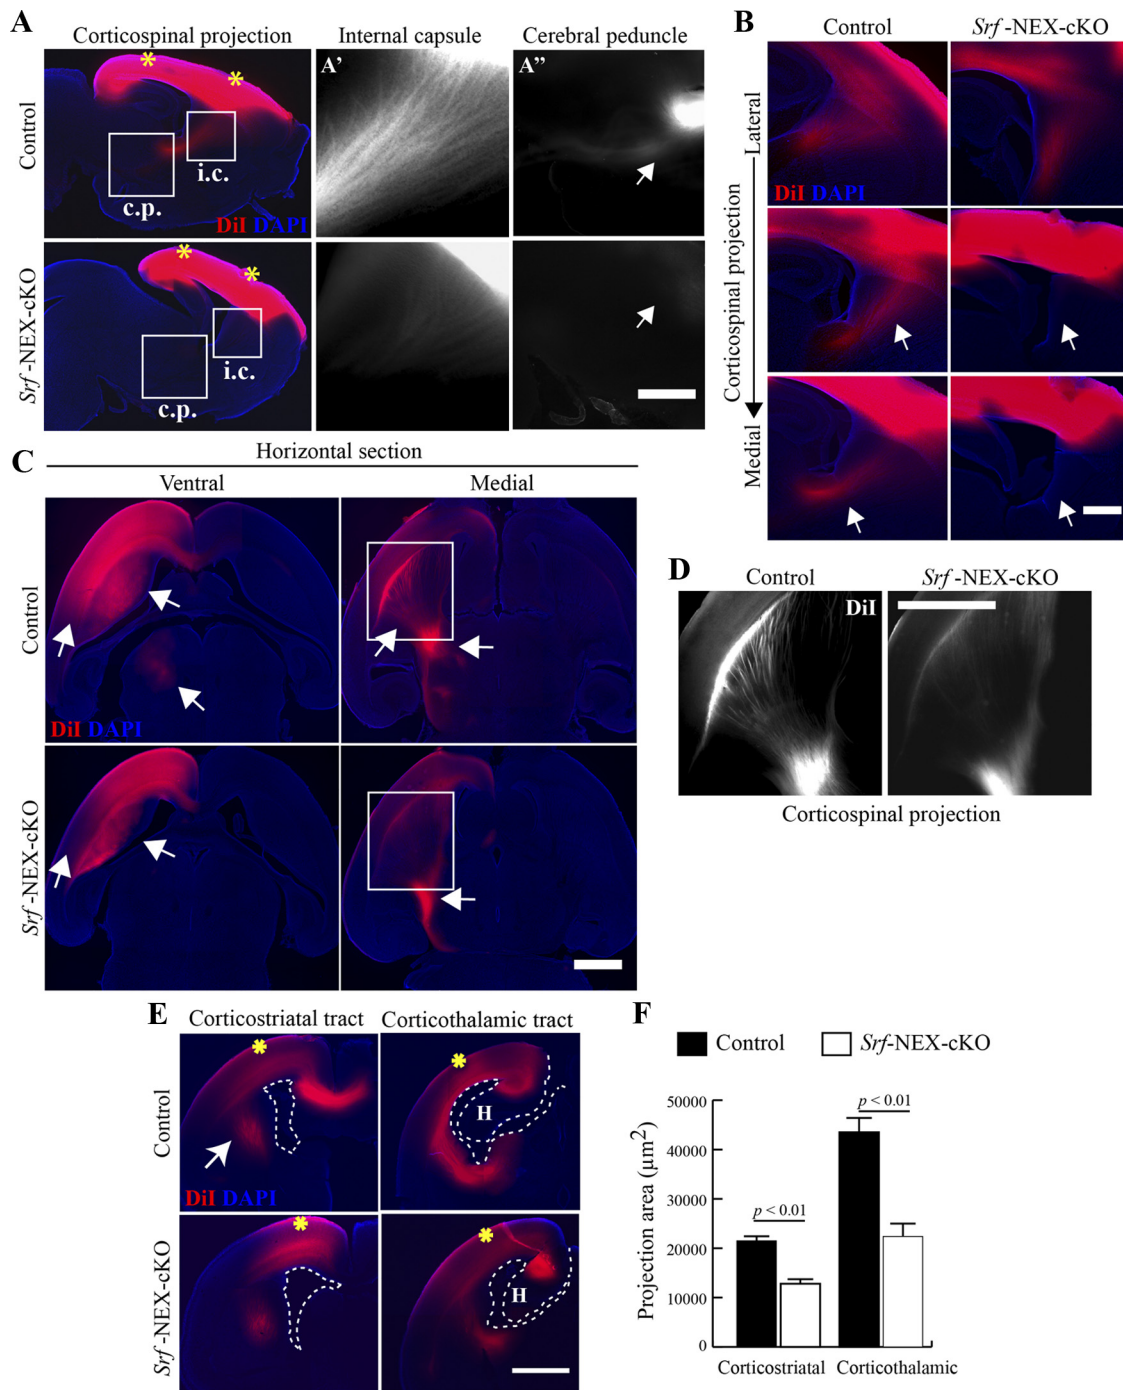 A
Corticospinal projection
Internal capsule
Cerebral peduncle
Control
A'
A"
i.c.
c.p.
DiI DAPI
Srf-NEX-cKO
i.c.
c.p.
B
Control
Srf-NEX-cKO
Lateral
Corticospinal projection
Medial
DiI DAPI
C
Horizontal section
Ventral
Medial
Control
DiI DAPI
Srf-NEX-cKO
D
Control
Srf-NEX-cKO
DiI
Corticospinal projection
E
Corticostriatal tract
Corticothalamic tract
Control
H
DiI DAPI
Srf-NEX-cKO
H
F
Control
Srf-NEX-cKO
Projection area (µm²)
50000
40000
30000
20000
10000
0
p < 0.01
p < 0.01
Corticostriatal
Corticothalamic